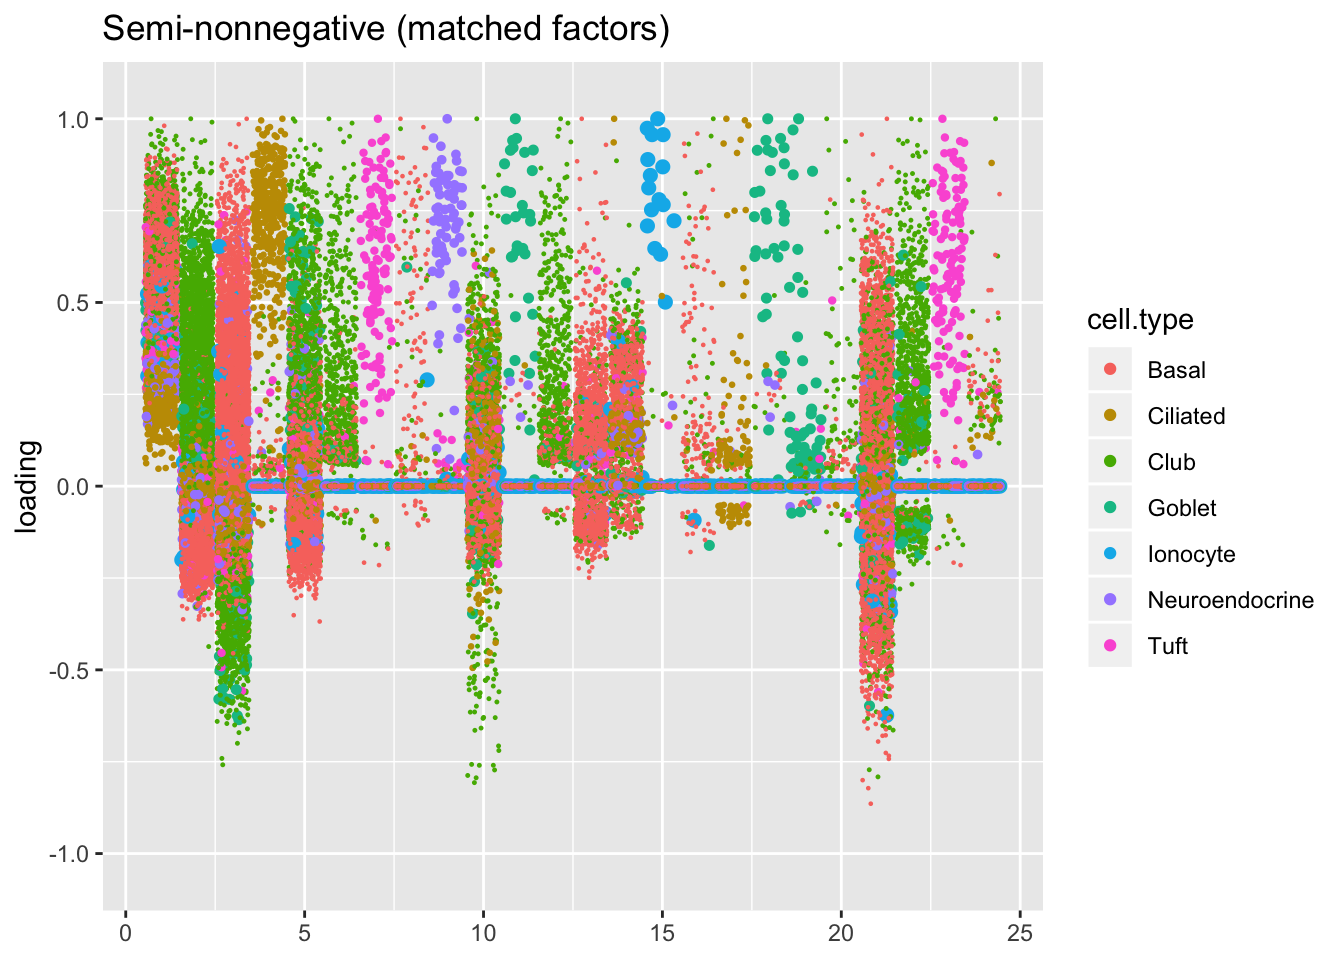 Semi-nonnegative (matched factors)
1.0
0.5
0.0
-0.5
-1.0
loading
0
5
10
15
20
25
cell.type
Basal
Ciliated
Club
Goblet
Ionocyte
Neuroendocrine
Tuft